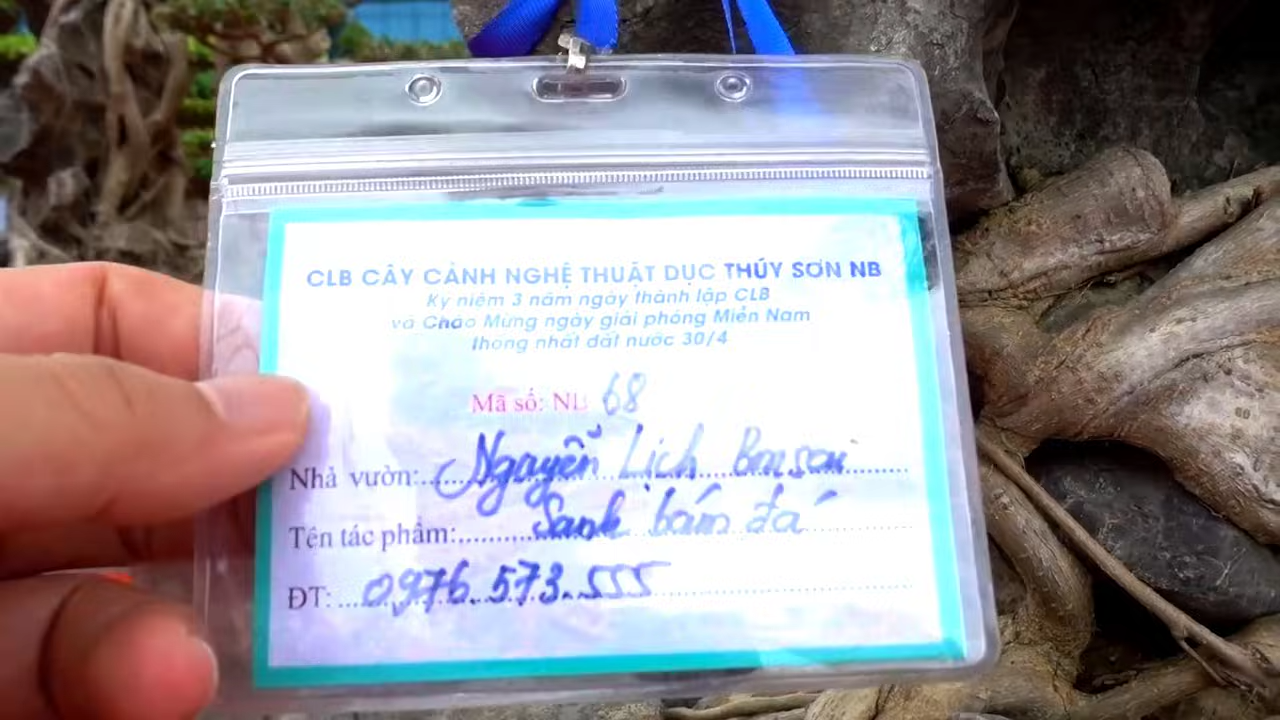 CLB CÂY CẢNH NGHỆ THUẬT DỤC THÚY SƠN NB
Kỷ niệm 3 năm ngày thành lập CLB
và Chào Mừng ngày giải phóng Miền Nam
thống nhất đất nước 30/4
Mã số: NB 68
Nhà vườn: Nguyễn Lịch Bonsai
Tên tác phẩm: Sanh bám đá
ĐT: 0976.573.555